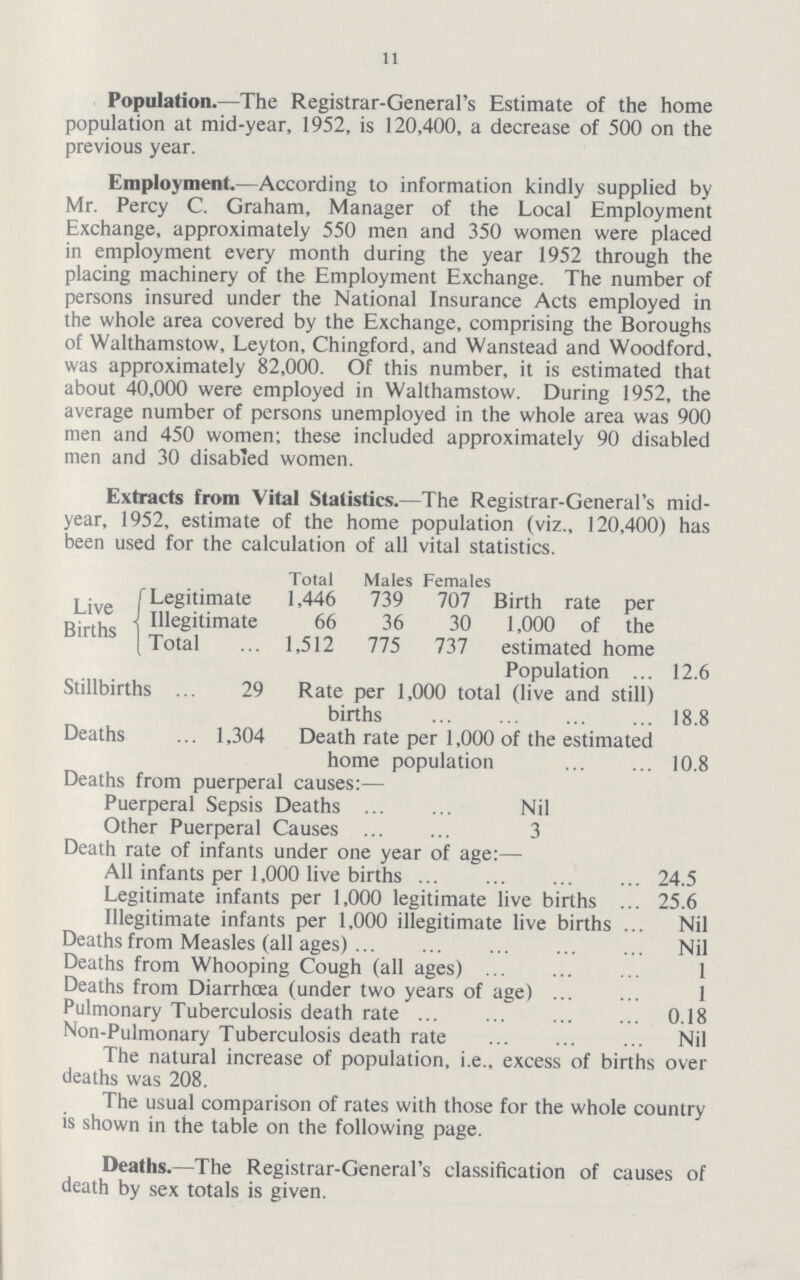 11
Population.—The Registrar-General's Estimate of the home
population at mid-year, 1952, is 120,400, a decrease of 500 on the
previous year.
Employment.—According to information kindly supplied by
Mr. Percy C. Graham, Manager of the Local Employment
Exchange, approximately 550 men and 350 women were placed
in employment every month during the year 1952 through the
placing machinery of the Employment Exchange. The number of
persons insured under the National Insurance Acts employed in
the whole area covered by the Exchange, comprising the Boroughs
of Walthamstow, Leyton, Chingford, and Wanstead and Woodford,
was approximately 82,000. Of this number, it is estimated that
about 40,000 were employed in Walthamstow. During 1952, the
average number of persons unemployed in the whole area was 900
men and 450 women; these included approximately 90 disabled
men and 30 disabled women.
Extracts from Vital Statistics.—The Registrar-General's mid-
year, 1952, estimate of the home population (viz., 120,400) has
been used for the calculation of all vital statistics.
Total Males Females
Live Births { Legitimate 1,446 739 707 Birth rate per
Illegitimate 66 36 30 1,000 of the
Total ... 1,512 775 737 estimated home
Population ... 12.6
Stillbirths ... 29 Rate per 1,000 total (live and still)
births ... ... ... ... 18.8
Deaths ... 1,304 Death rate per 1,000 of the estimated
home population ... ... 10.8
Deaths from puerperal causes:—
Puerperal Sepsis Deaths ... ... Nil
Other Puerperal Causes ... ... 3
Death rate of infants under one year of age:—
All infants per 1,000 live births ... ... ... ... 24.5
Legitimate infants per 1,000 legitimate live births ... 25.6
Illegitimate infants per 1,000 illegitimate live births ... Nil
Deaths from Measles (all ages) ... ... ... ... ... Nil
Deaths from Whooping Cough (all ages) ... ... ... 1
Deaths from Diarrhœa (under two years of age) ... ... 1
Pulmonary Tuberculosis death rate ... ... ... ... 0.18
Non-Pulmonary Tuberculosis death rate ... ... ... Nil
The natural increase of population, i.e., excess of births over
deaths was 208.
The usual comparison of rates with those for the whole country
is shown in the table on the following page.
Deaths.—The Registrar-General's classification of causes of
death by sex totals is given.